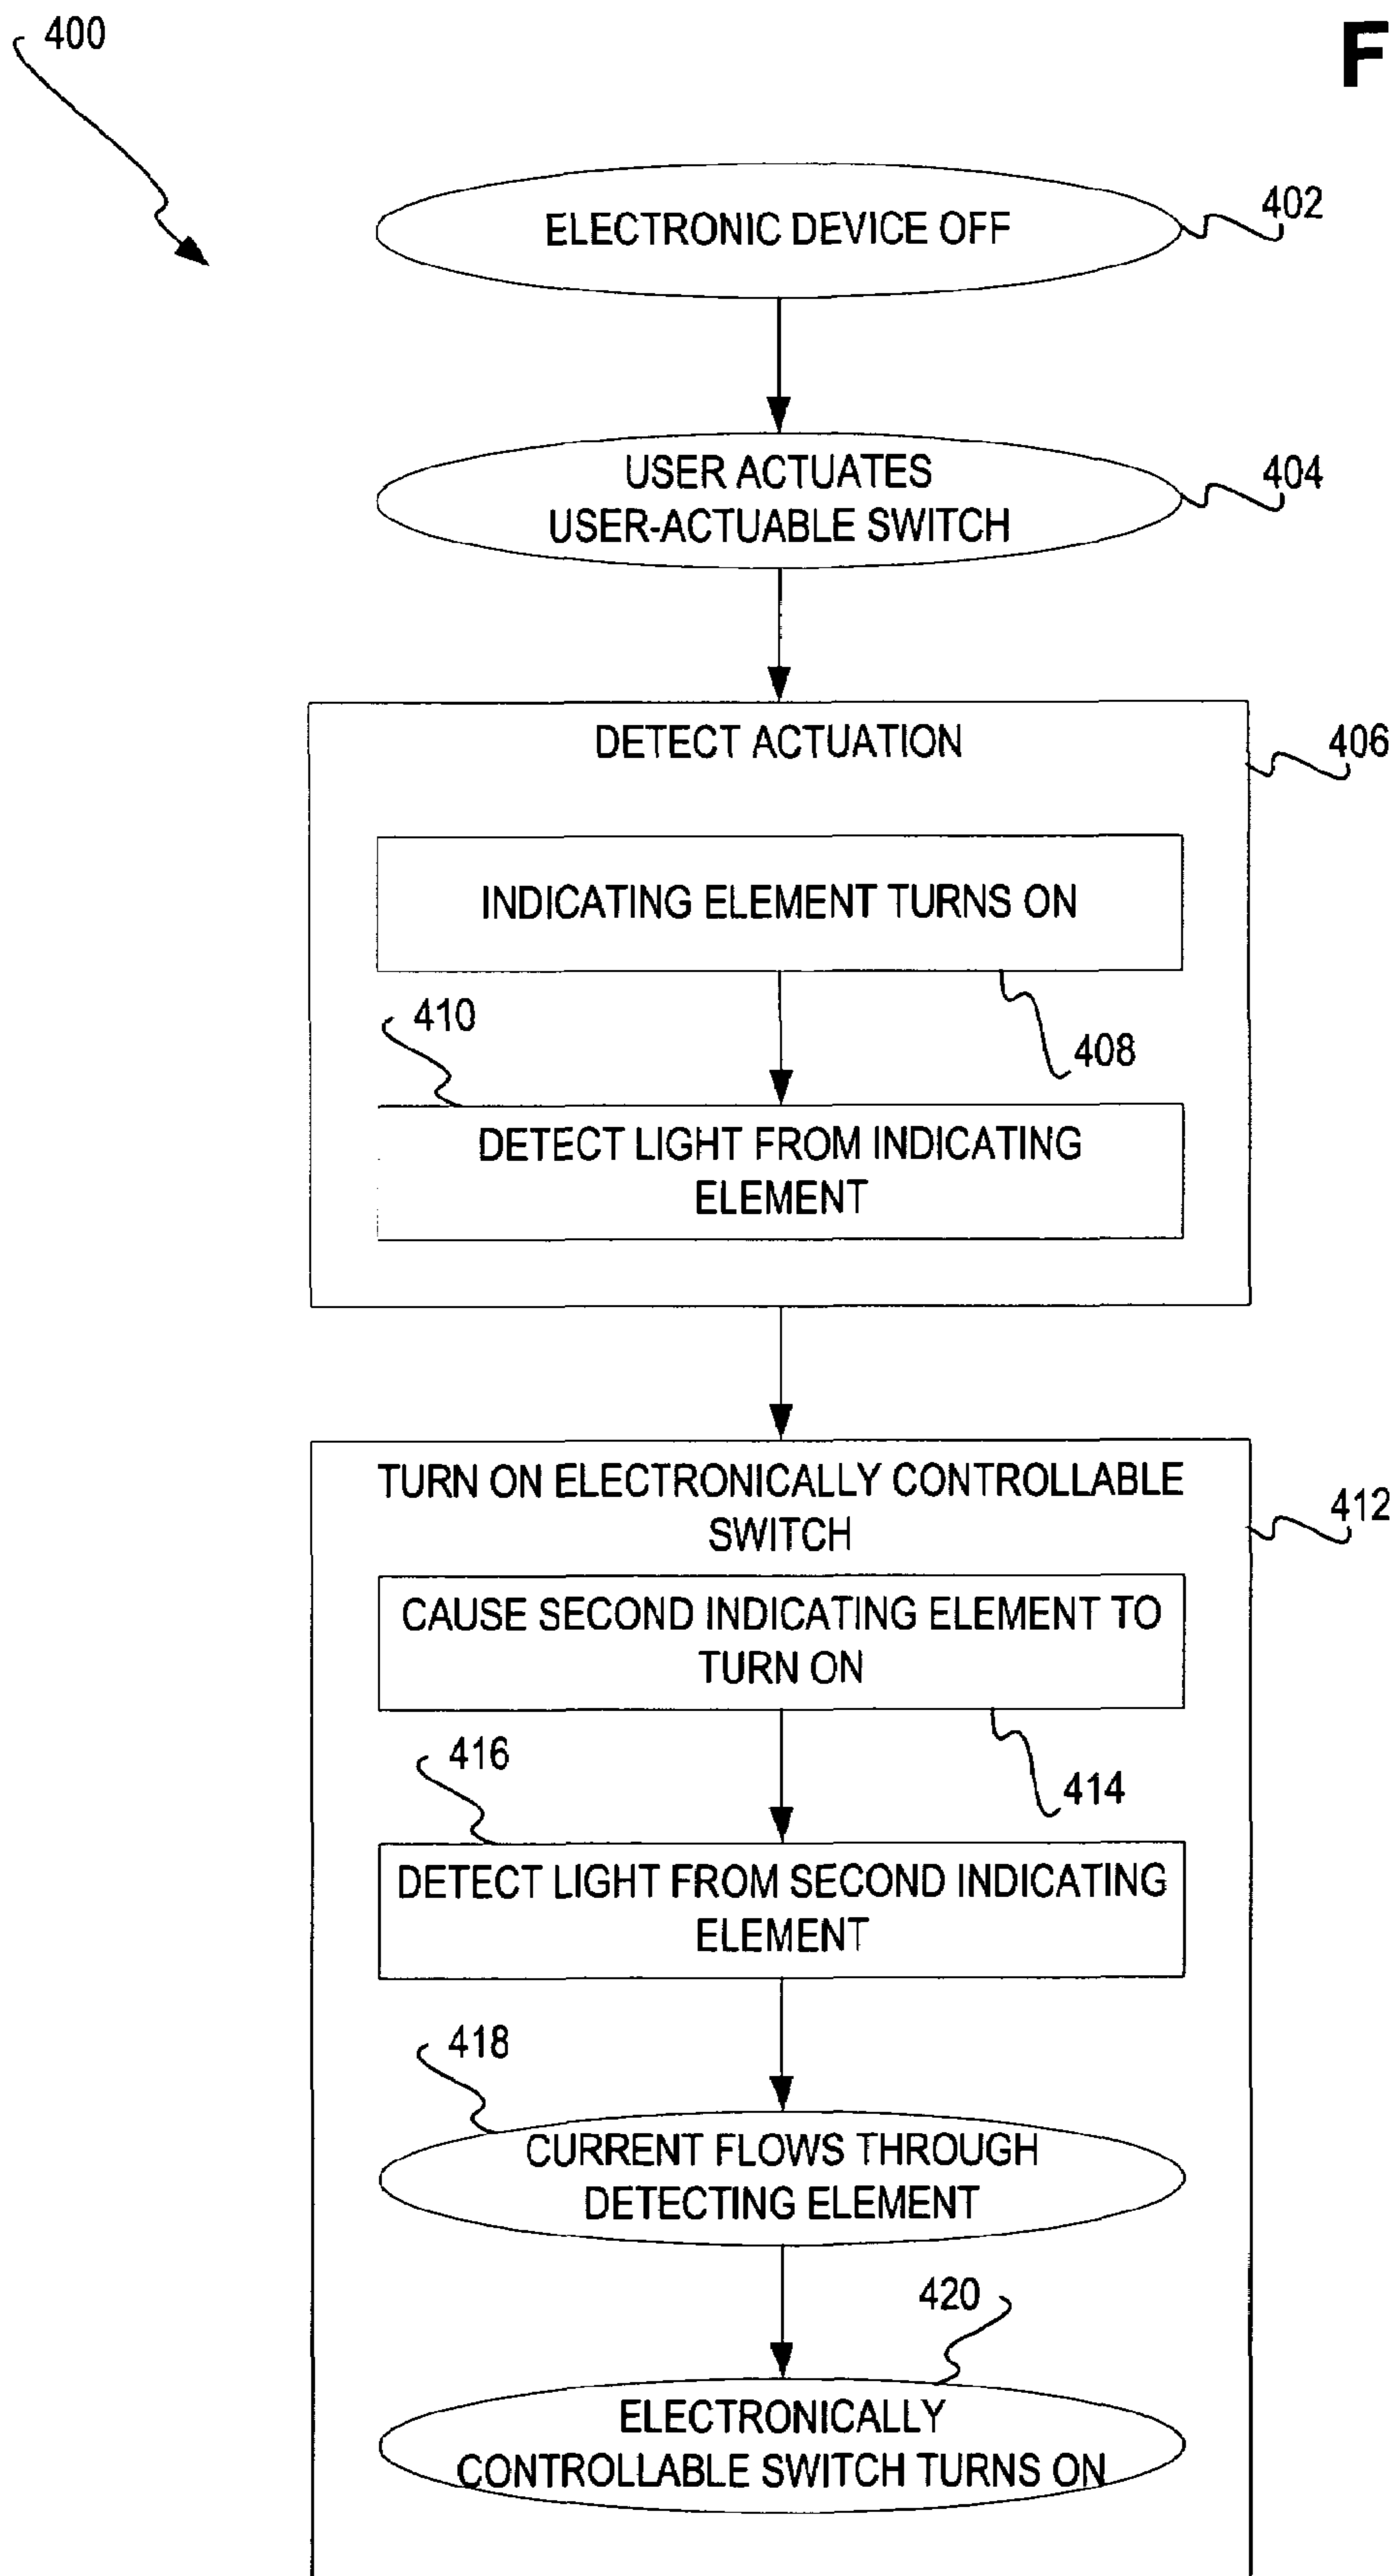 400
F
ELECTRONIC DEVICE OFF
402
USER ACTUATES
USER-ACTUABLE SWITCH
404
DETECT ACTUATION
406
INDICATING ELEMENT TURNS ON
410
408
DETECT LIGHT FROM INDICATING
ELEMENT
TURN ON ELECTRONICALLY CONTROLLABLE
SWITCH
412
CAUSE SECOND INDICATING ELEMENT TO
TURN ON
416
414
DETECT LIGHT FROM SECOND INDICATING
ELEMENT
418
CURRENT FLOWS THROUGH
DETECTING ELEMENT
420
ELECTRONICALLY
CONTROLLABLE SWITCH TURNS ON